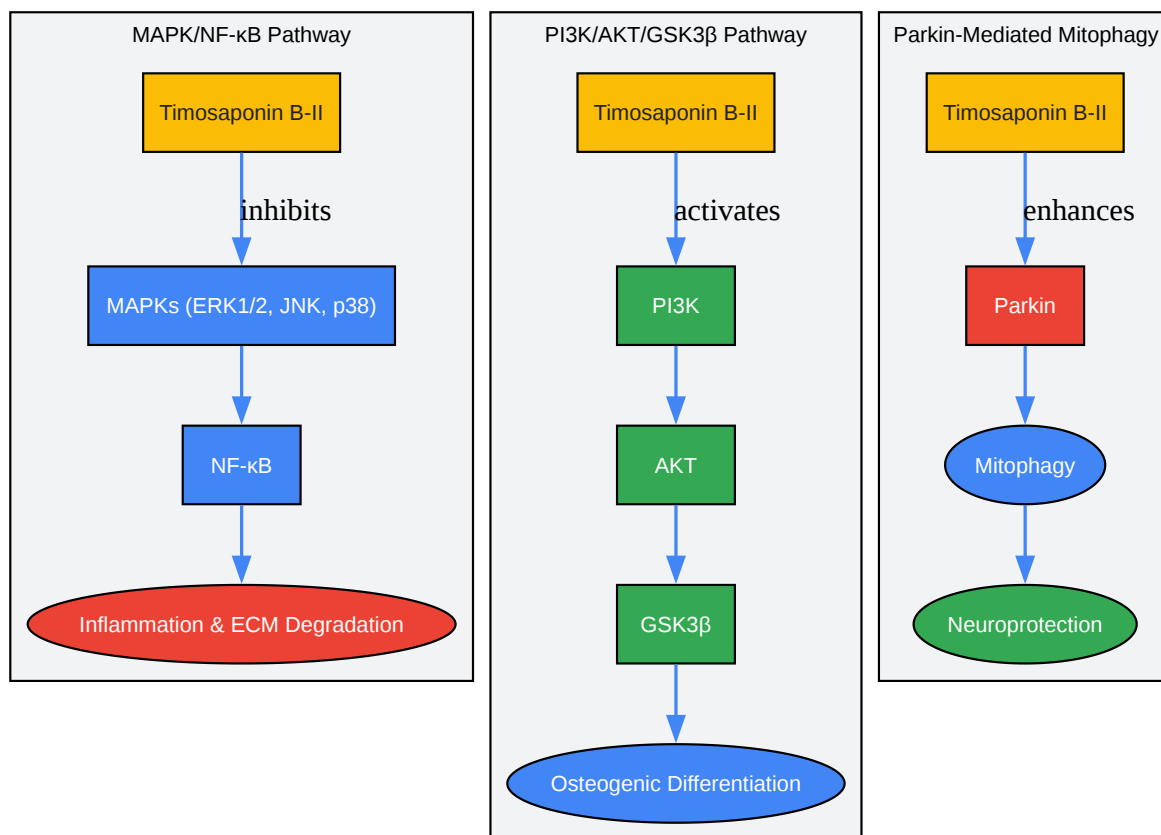 MAPK/NF-κB Pathway
Timosaponin B-II
inhibits
MAPKs (ERK1/2, JNK, p38)
NF-κB
Inflammation & ECM Degradation
PI3K/AKT/GSK3β Pathway
Timosaponin B-II
activates
PI3K
AKT
GSK3β
Osteogenic Differentiation
Parkin-Mediated Mitophagy
Timosaponin B-II
enhances
Parkin
Mitophagy
Neuroprotection